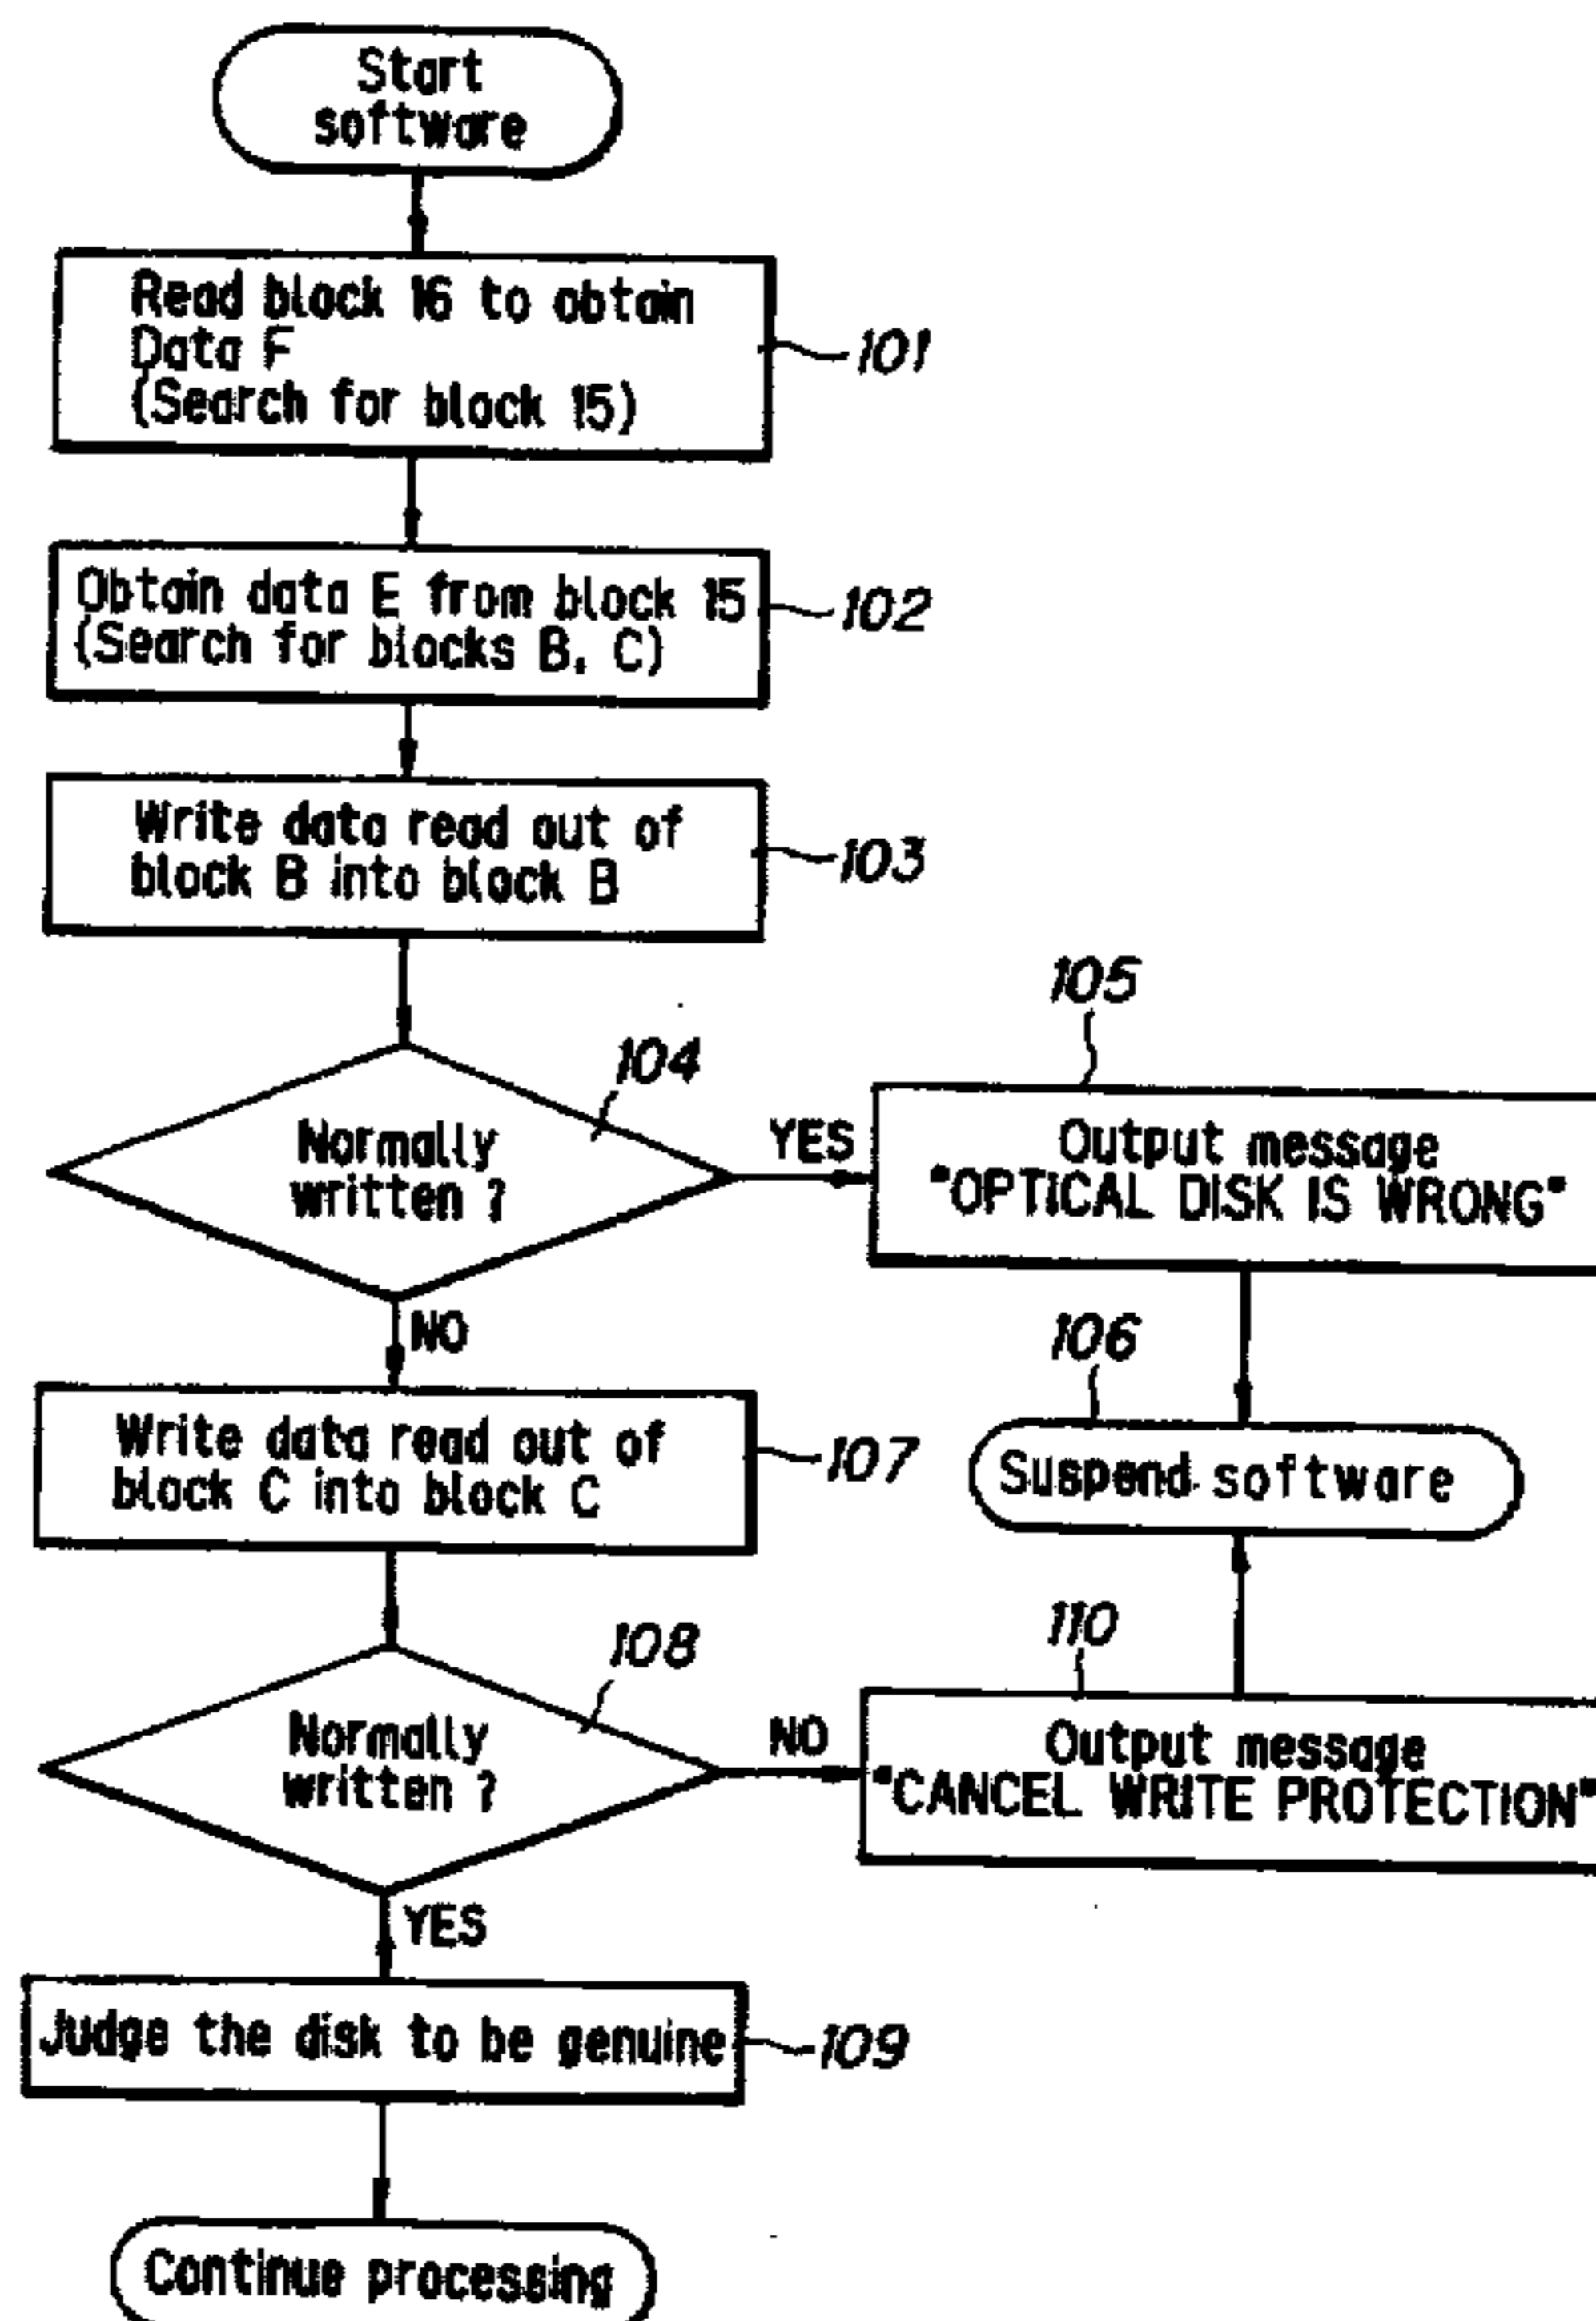 Start
software
Read block 16 to obtain
Data F
(Search for block 15)
101
Obtain data E from block 15
(Search for blocks B, C)
102
Write data read out of
block B into block B
103
104
Normally
written ?
YES
NO
105
Output message
"OPTICAL DISK IS WRONG"
106
Suspend software
Write data read out of
block C into block C
107
108
Normally
written ?
NO
YES
110
Output message
"CANCEL WRITE PROTECTION"
Judge the disk to be genuine
109
Continue processing